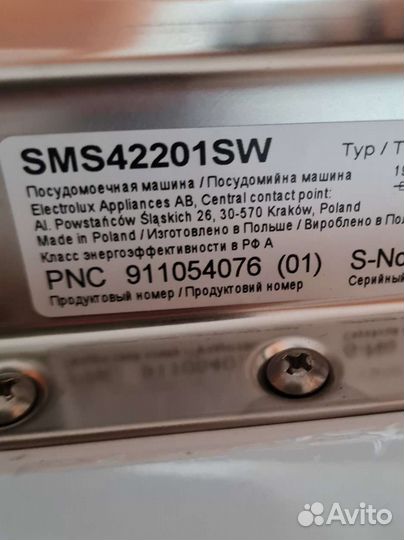 SMS42201SW Typ / T
Посудомоечная машина / Посудомийна машина
Electrolux Appliances AB, Central contact point:
Al. Powstańców Śląskich 26, 30-570 Kraków, Poland
Made in Poland / Изготовлено в Польше / Вироблено в По
Класс энергоэффективности в РФ А
PNC 911054076 (01) S-No
Продуктовый номер / Продуктовий номер Серийный
Avito